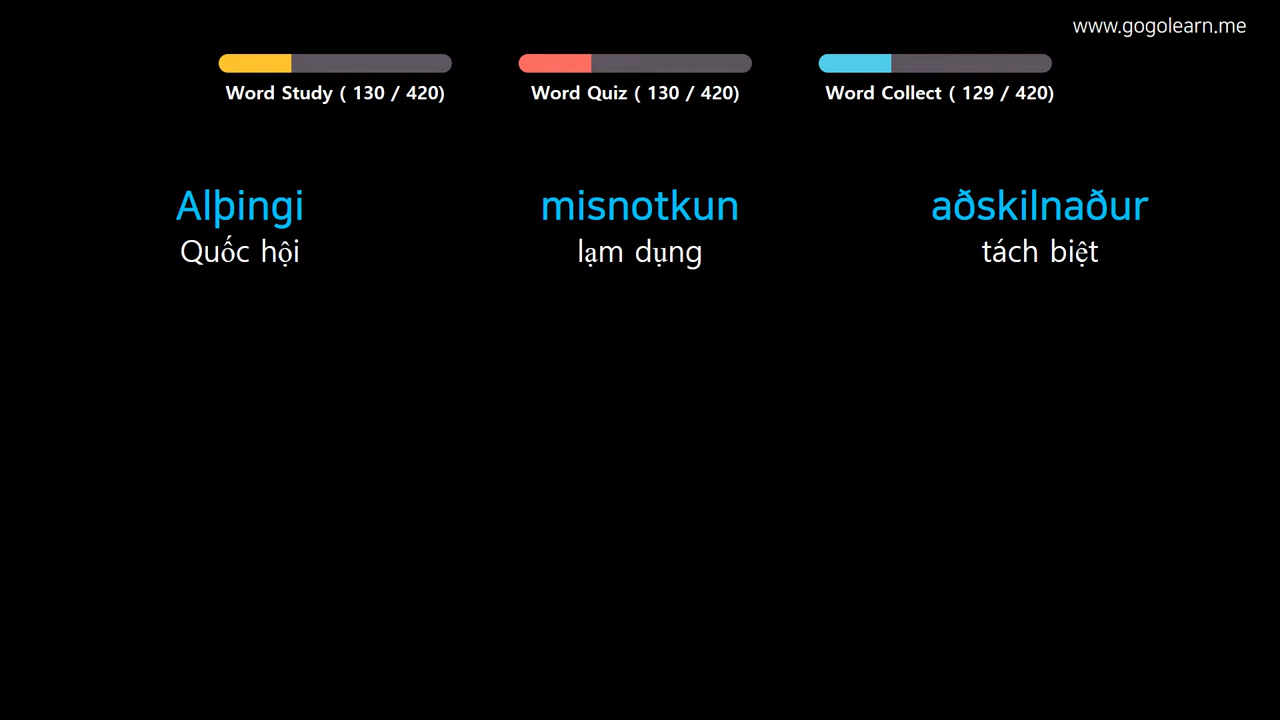 www.gogolearn.me
Word Study ( 130 / 420)
Word Quiz ( 130 / 420)
Word Collect ( 129 / 420)
Alþingi
Quốc hội
misnotkun
lạm dụng
aðskilnaður
tách biệt